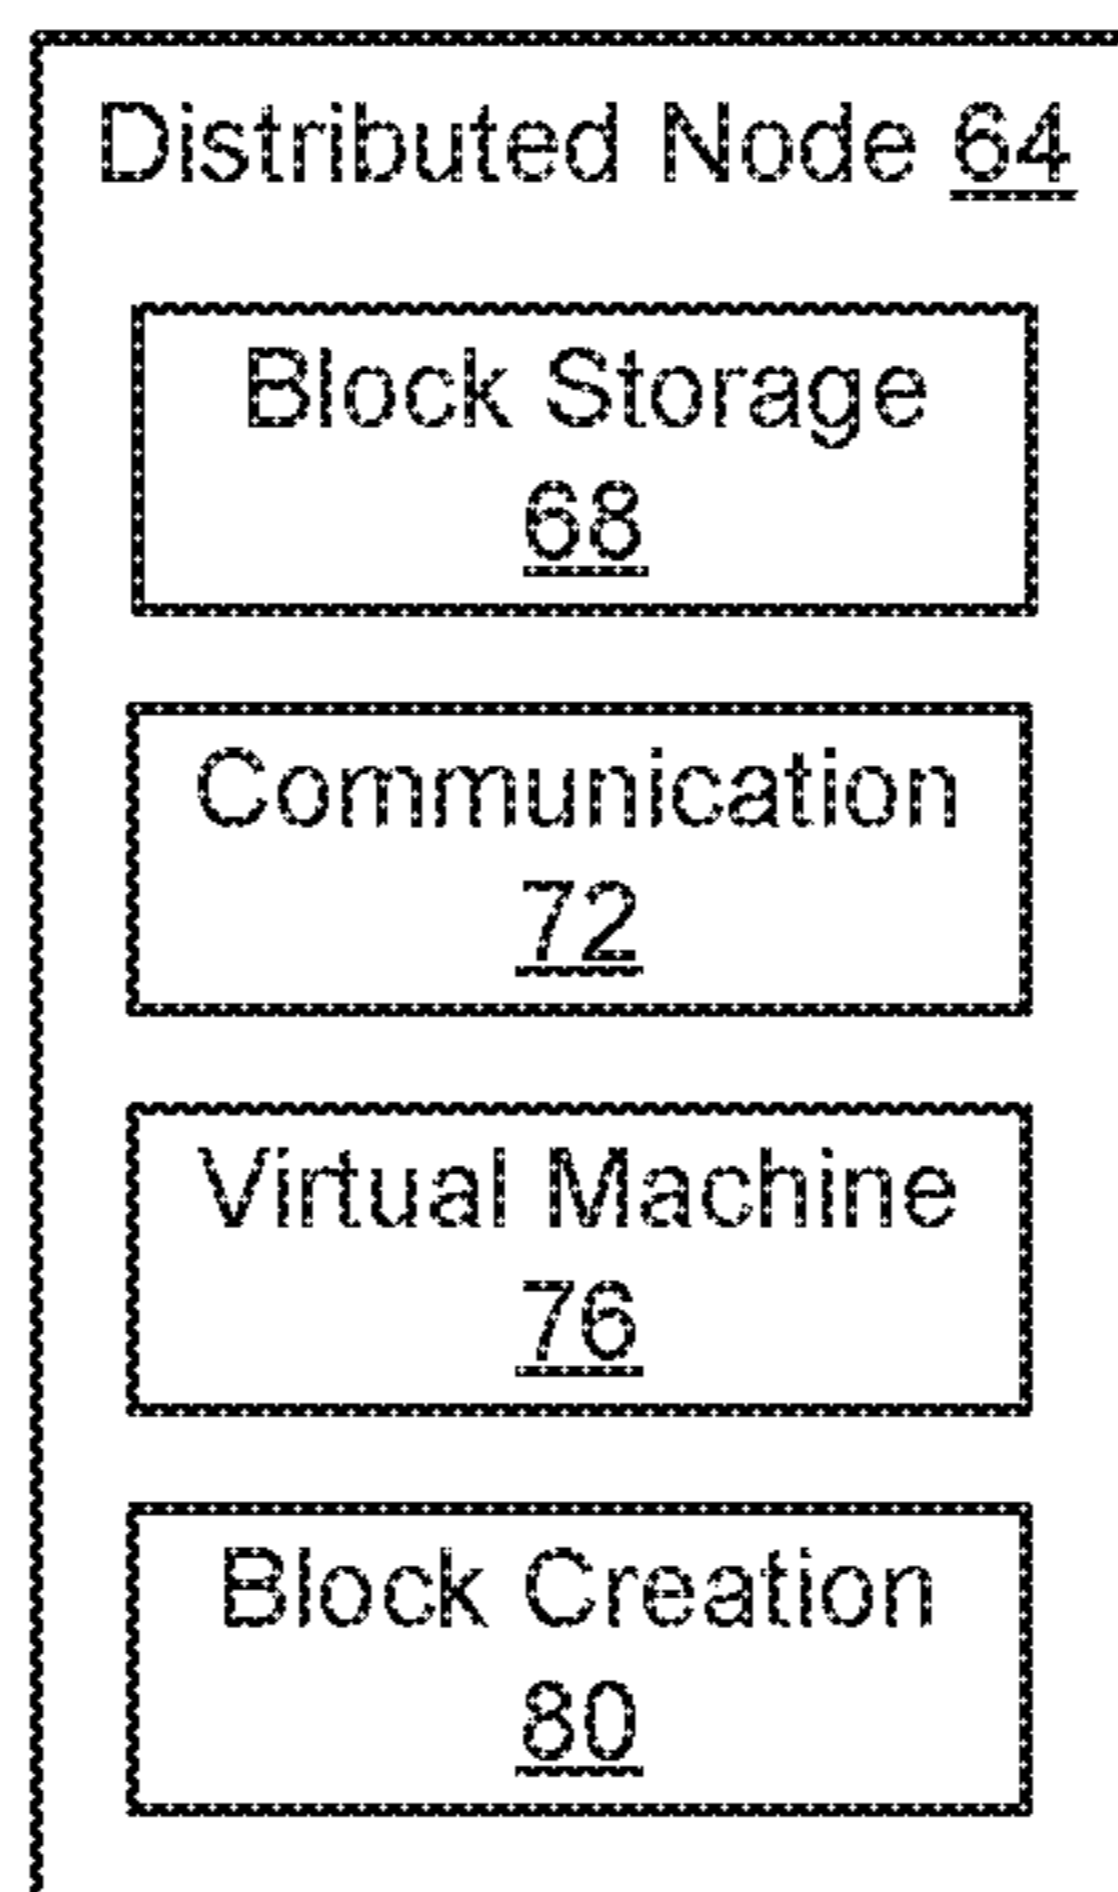 Distributed Node 64
Block Storage
68
Communication
72
Virtual Machine
76
Block Creation
80